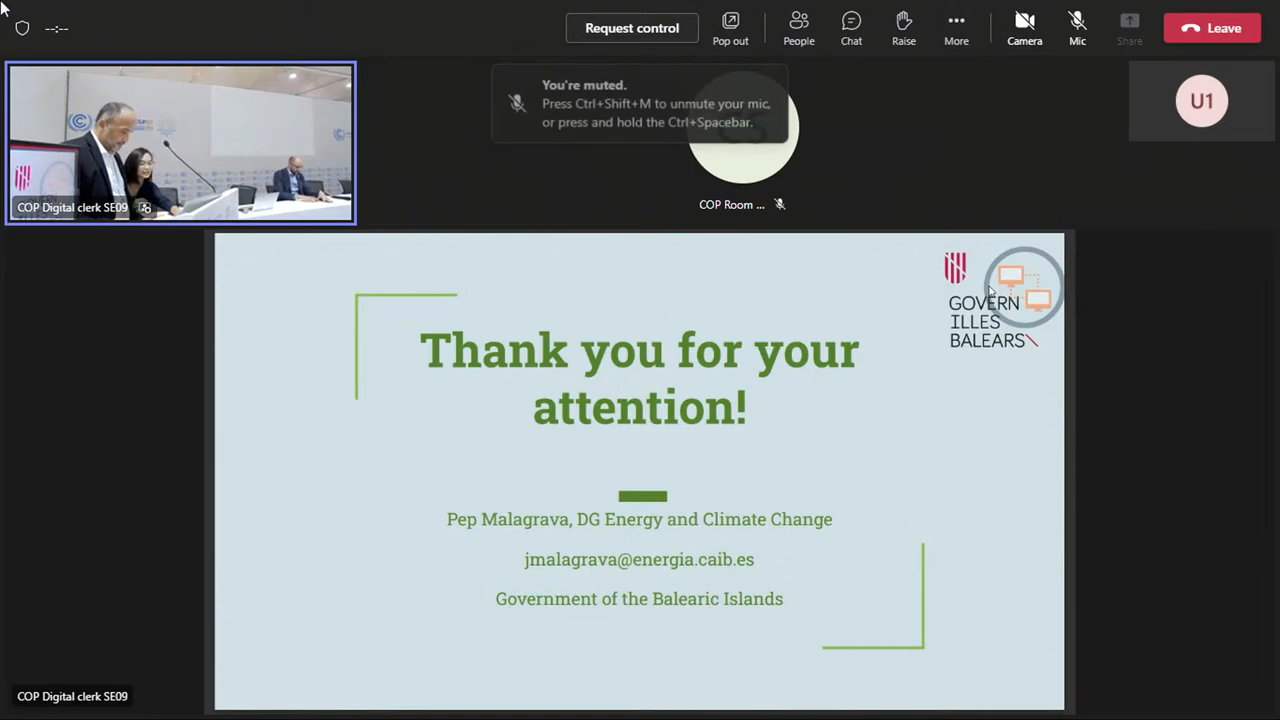 --:--
Request control
Pop out
People
Chat
Raise
More
Camera
Mic
Share
Leave
You're muted.
Press Ctrl+Shift+M to unmute your mic,
or press and hold the Ctrl+Spacebar.
U1
COP Digital clerk SE09
COP Room ...
GOVERN
ILLES
BALEARS
Thank you for your
attention!
Pep Malagrava, DG Energy and Climate Change
jmalagrava@energia.caib.es
Government of the Balearic Islands
COP Digital clerk SE09